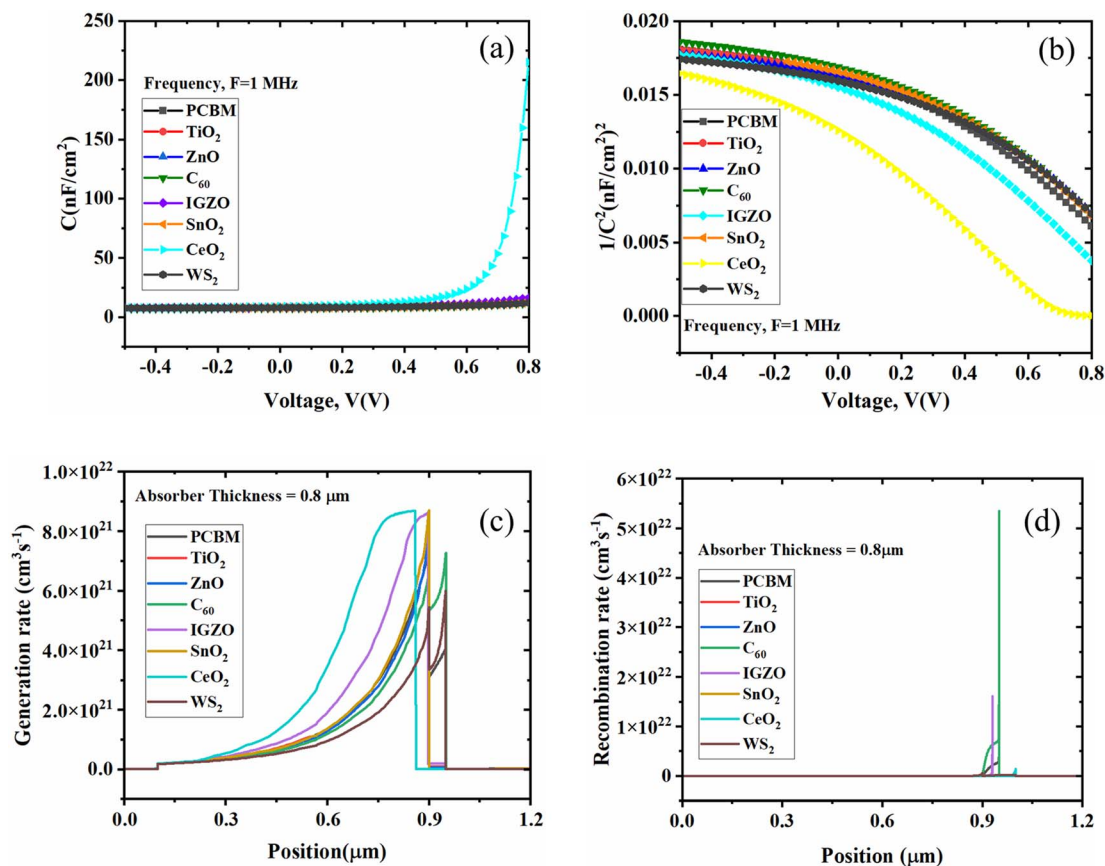 (a)
250
200
150
100
50
0
C(nF/cm²)
Frequency, F=1 MHz
PCBM
TiO₂
ZnO
C₆₀
IGZO
SnO₂
CeO₂
WS₂
-0.4 -0.2 0.0 0.2 0.4 0.6 0.8
Voltage, V(V)
(b)
0.020
0.015
0.010
0.005
0.000
1/C²(nF/cm²)²
PCBM
TiO₂
ZnO
C₆₀
IGZO
SnO₂
CeO₂
WS₂
Frequency, F=1 MHz
-0.4 -0.2 0.0 0.2 0.4 0.6 0.8
Voltage, V(V)
(c)
1.0×10²²
8.0×10²¹
6.0×10²¹
4.0×10²¹
2.0×10²¹
0.0
Generation rate (cm³s⁻¹)
Absorber Thickness = 0.8 μm
PCBM
TiO₂
ZnO
C₆₀
IGZO
SnO₂
CeO₂
WS₂
0.0 0.3 0.6 0.9 1.2
Position(μm)
(d)
6×10²²
5×10²²
4×10²²
3×10²²
2×10²²
1×10²²
0
Recombination rate (cm³s⁻¹)
Absorber Thickness = 0.8μm
PCBM
TiO₂
ZnO
C₆₀
IGZO
SnO₂
CeO₂
WS₂
0.0 0.3 0.6 0.9 1.2
Position (μm)